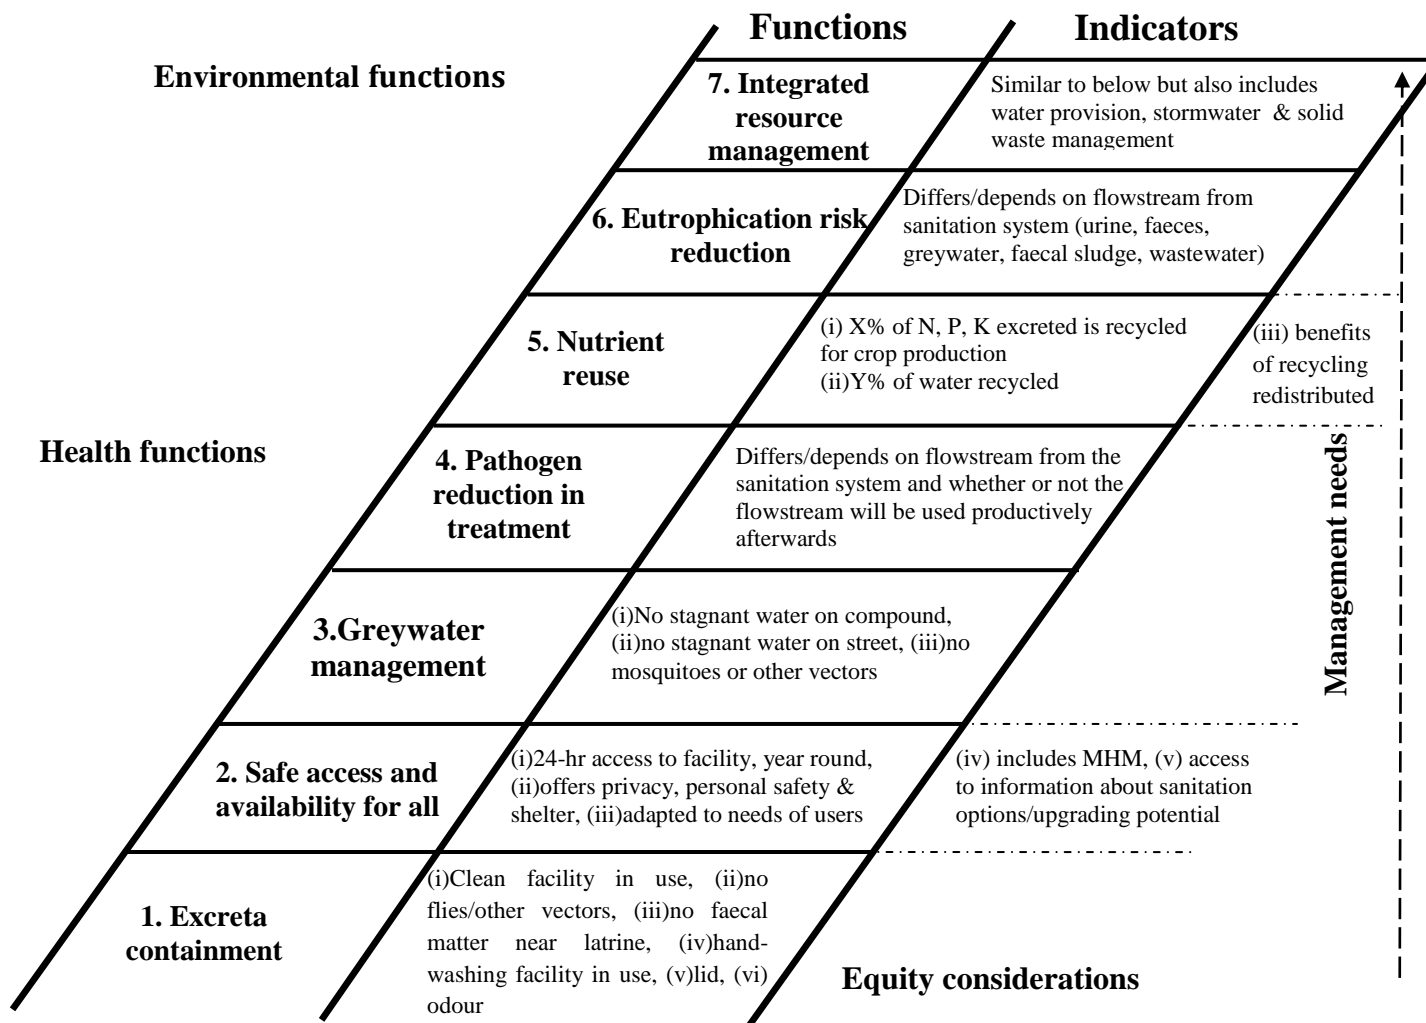 Functions
Indicators
Environmental functions
7. Integrated
resource
management
Similar to below but also includes
water provision, stormwater & solid
waste management
6. Eutrophication risk
reduction
Differs/depends on flowstream from
sanitation system (urine, faeces,
greywater, faecal sludge, wastewater)
5. Nutrient
reuse
(i) X% of N, P, K excreted is recycled
for crop production
(ii)Y% of water recycled
(iii) benefits
of recycling
redistributed
Health functions
4. Pathogen
reduction in
treatment
Differs/depends on flowstream from the
sanitation system and whether or not the
flowstream will be used productively
afterwards
Management needs
3.Greywater
management
(i)No stagnant water on compound,
(ii)no stagnant water on street, (iii)no
mosquitoes or other vectors
2. Safe access and
availability for all
(i)24-hr access to facility, year round,
(ii)offers privacy, personal safety &
shelter, (iii)adapted to needs of users
(iv) includes MHM, (v) access
to information about sanitation
options/upgrading potential
1. Excreta
containment
(i)Clean facility in use, (ii)no
flies/other vectors, (iii)no faecal
matter near latrine, (iv)hand-
washing facility in use, (v)lid, (vi)
odour
Equity considerations